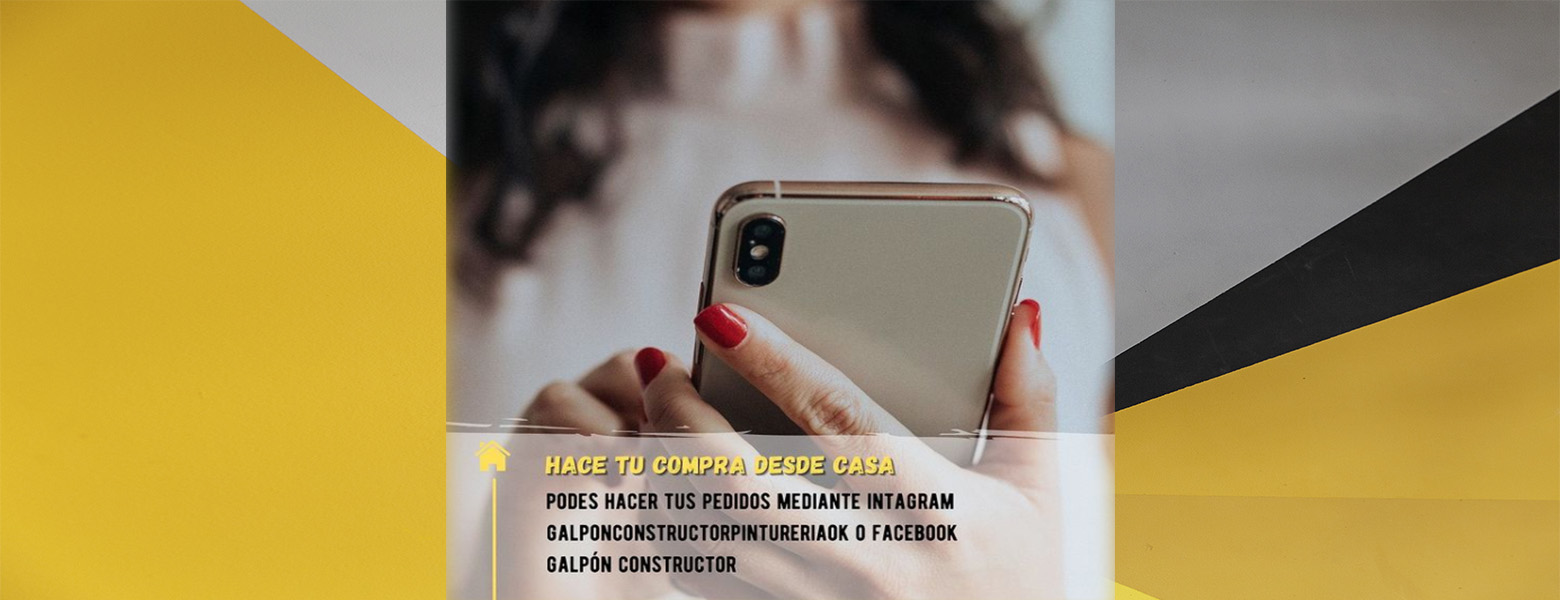 HACE TU COMPRA DESDE CASA
PODES HACER TUS PEDIDOS MEDIANTE INTAGRAM
GALPONCONSTRUCTORPINTURERIAOK O FACEBOOK
GALPÓN CONSTRUCTOR